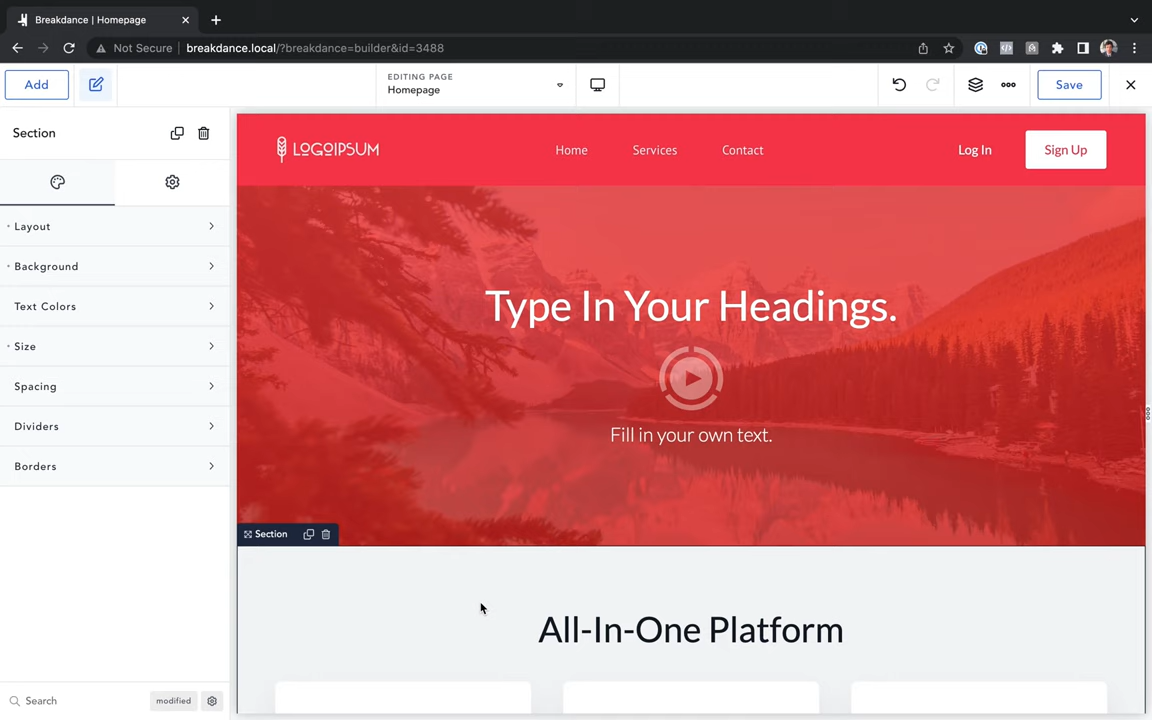 Breakdance | Homepage
Not Secure
breakdance.local/?breakdance=builder&id=3488
Add
EDITING PAGE
Homepage
Save
Section
Layout
Background
Text Colors
Size
Spacing
Dividers
Borders
Search
modified
LOGOIPSUM
Home
Services
Contact
Log In
Sign Up
Type In Your Headings.
Fill in your own text.
Section
All-In-One Platform